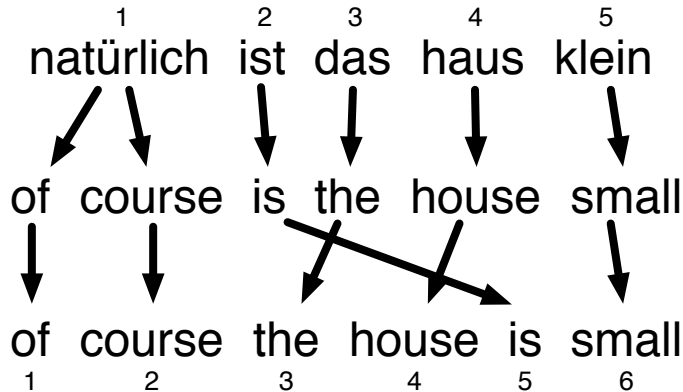 1 2 3 4 5
natürlich ist das haus klein
of course is the house small
of course the house is small
1 2 3 4 5 6